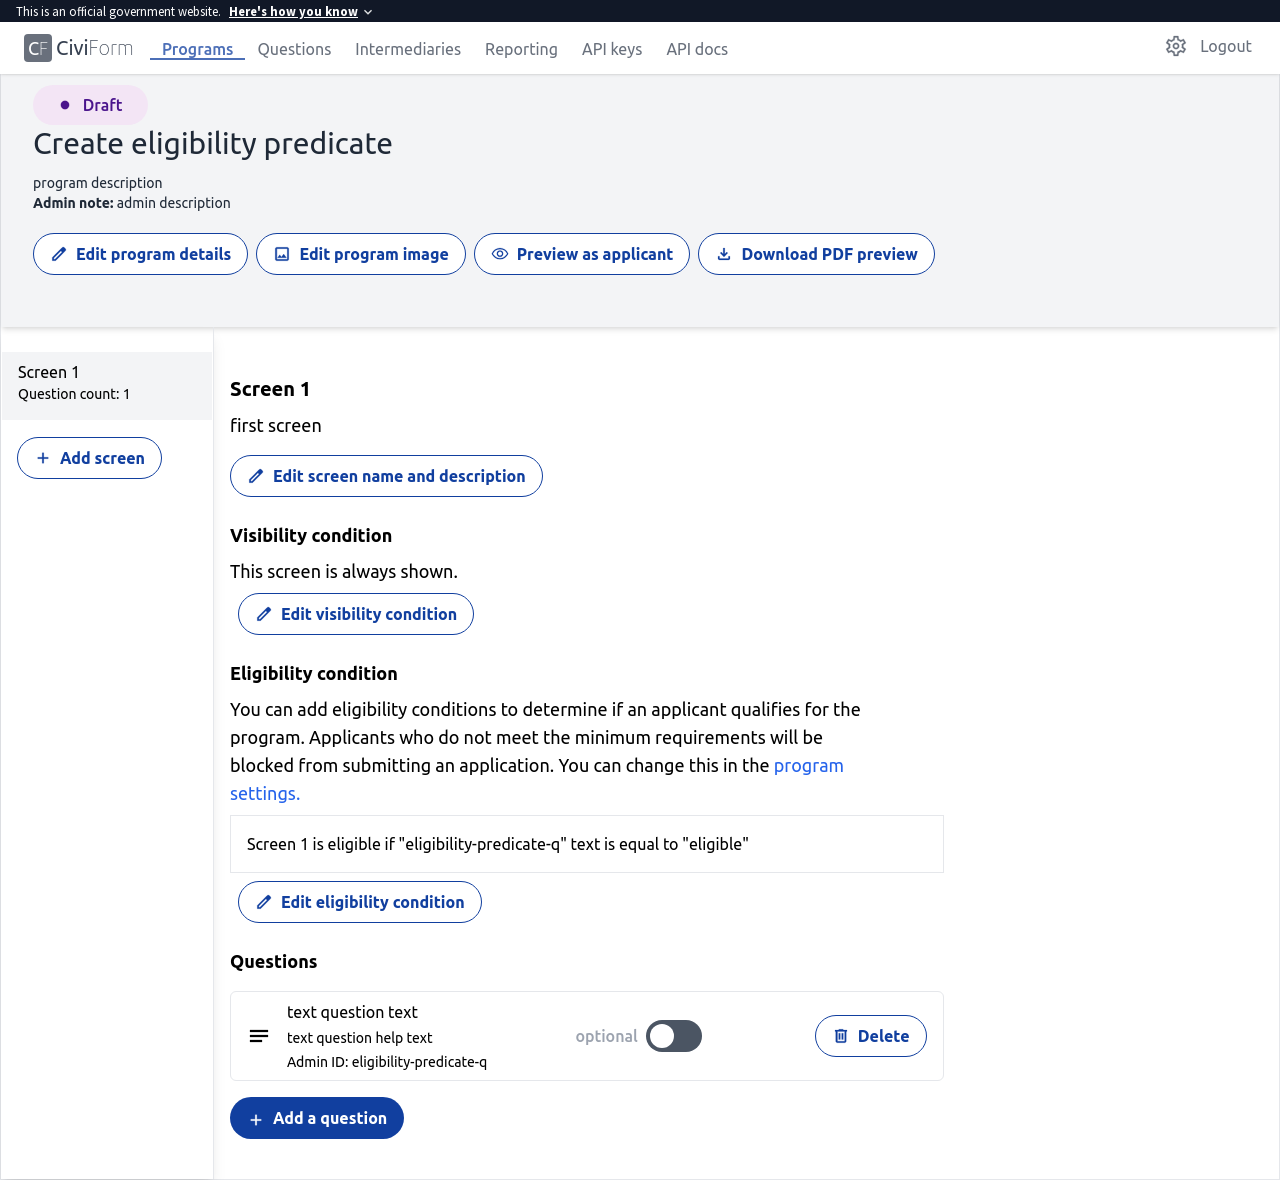 This is an official government website. Here's how you know
CF CiviForm Programs Questions Intermediaries Reporting API keys API docs Logout
Draft
Create eligibility predicate
program description
Admin note: admin description
Edit program details Edit program image Preview as applicant Download PDF preview
Screen 1
Question count: 1
Add screen
Screen 1
first screen
Edit screen name and description
Visibility condition
This screen is always shown.
Edit visibility condition
Eligibility condition
You can add eligibility conditions to determine if an applicant qualifies for the
program. Applicants who do not meet the minimum requirements will be
blocked from submitting an application. You can change this in the program
settings.
Screen 1 is eligible if "eligibility-predicate-q" text is equal to "eligible"
Edit eligibility condition
Questions
text question text
text question help text
Admin ID: eligibility-predicate-q
optional
Delete
Add a question